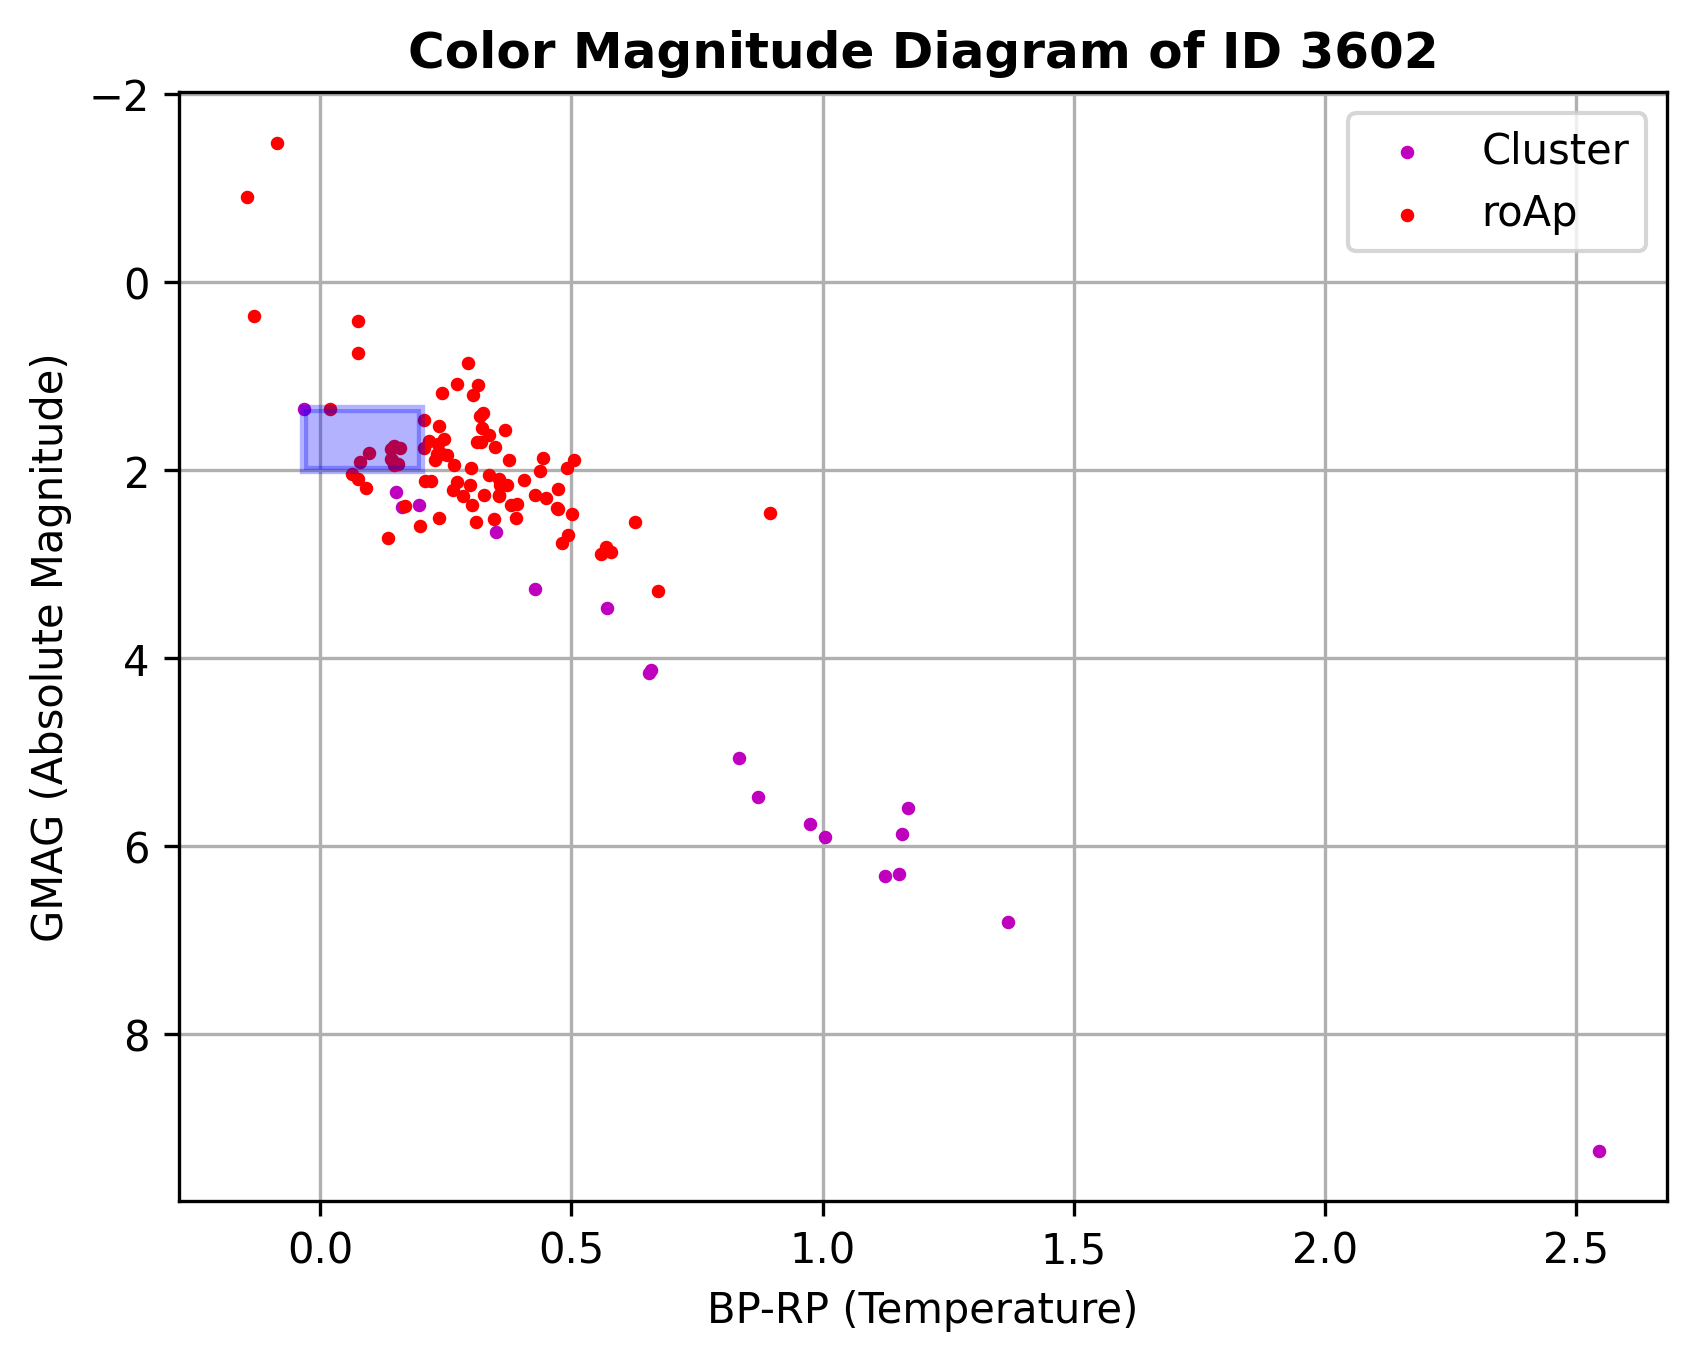 Color Magnitude Diagram of ID 3602
−2
0
2
4
6
8
GMAG (Absolute Magnitude)
Cluster
roAp
0.0 0.5 1.0 1.5 2.0 2.5
BP-RP (Temperature)